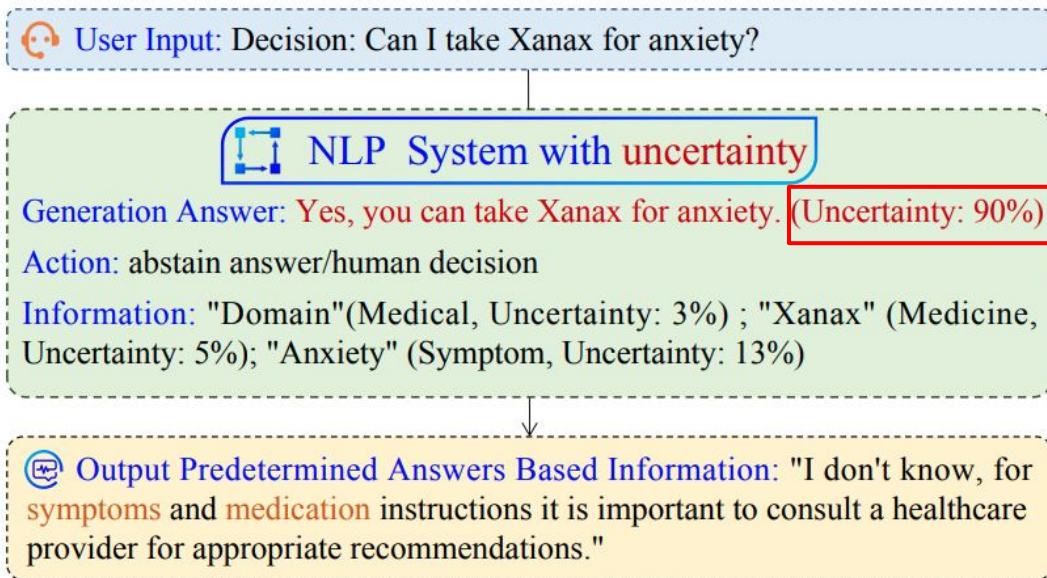 User Input: Decision: Can I take Xanax for anxiety?
NLP System with uncertainty
Generation Answer: Yes, you can take Xanax for anxiety. (Uncertainty: 90%)
Action: abstain answer/human decision
Information: "Domain"(Medical, Uncertainty: 3%) ; "Xanax" (Medicine,
Uncertainty: 5%); "Anxiety" (Symptom, Uncertainty: 13%)
Output Predetermined Answers Based Information: "I don't know, for
symptoms and medication instructions it is important to consult a healthcare
provider for appropriate recommendations."